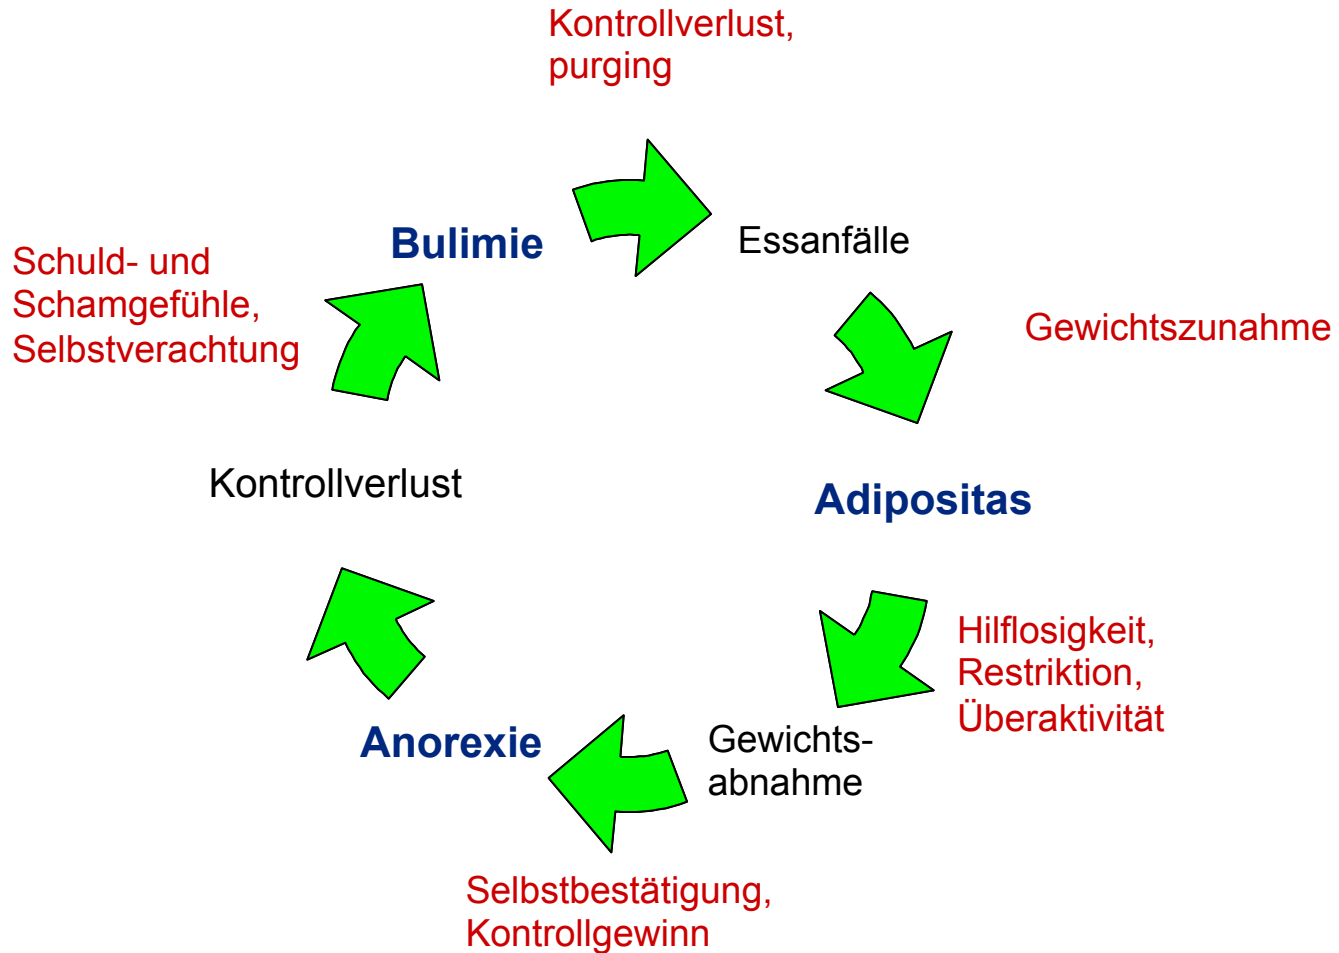 Kontrollverlust,
purging
Bulimie
Essanfälle
Schuld- und
Schamgefühle,
Selbstverachtung
Gewichtszunahme
Kontrollverlust
Adipositas
Hilflosigkeit,
Restriktion,
Überaktivität
Anorexie
Gewichts-
abnahme
Selbstbestätigung,
Kontrollgewinn